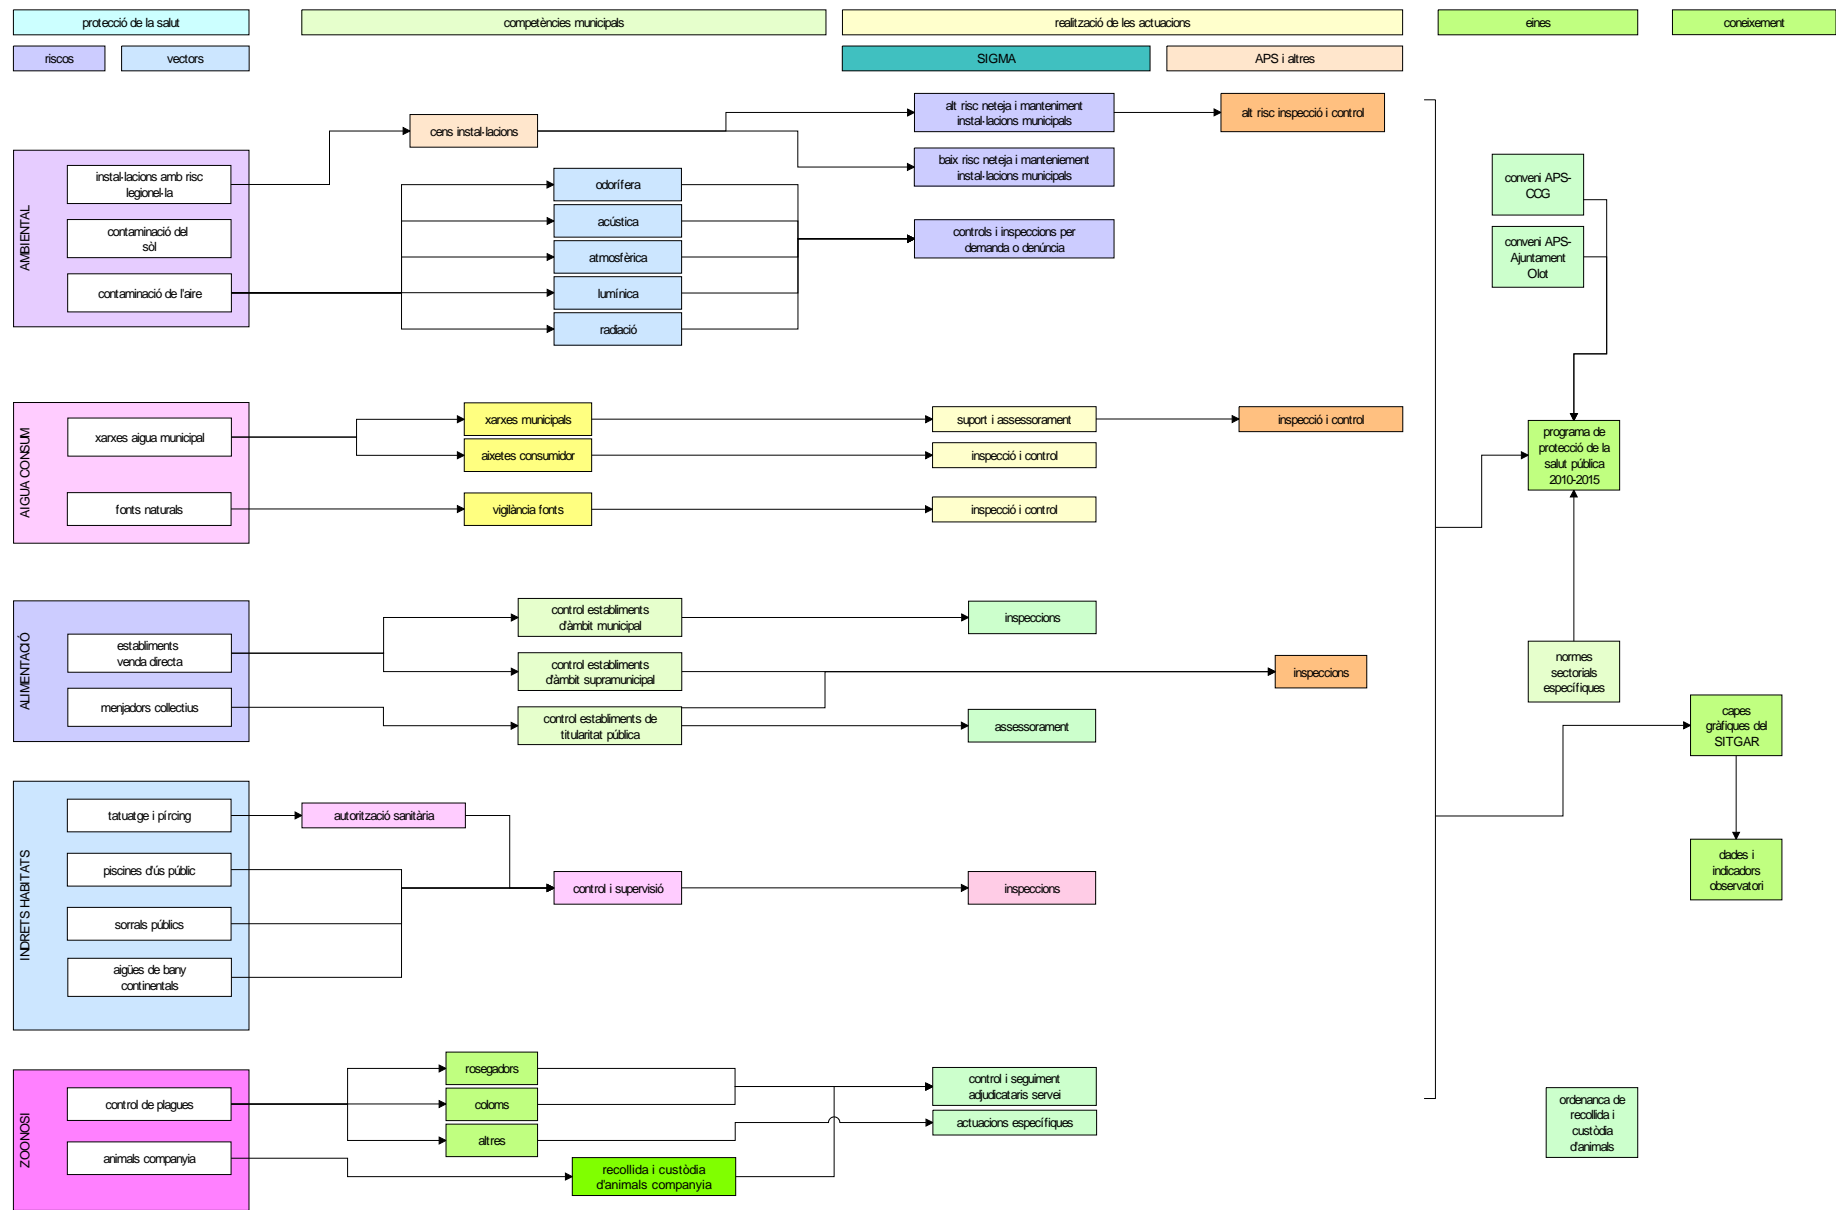 protecció de la salut
competències municipals
realització de les actuacions
eines
coneixement
riscos
vectors
SIGMA
APS i altres
AMBIENTAL
instal·lacions amb risc
legionel·la
contaminació del
sòl
contaminació de l'aire
cens instal·lacions
odorífera
acústica
atmosfèrica
lumínica
radiació
alt risc neteja i manteniment
instal·lacions municipals
baix risc neteja i manteniement
instal·lacions municipals
controls i inspeccions per
demanda o denúncia
alt risc inspecció i control
conveni APS-
CCG
conveni APS-
Ajuntament
Olot
AIGUA CONSUM
xarxes aigua municipal
fonts naturals
xarxes municipals
aixetes consumidor
vigilància fonts
suport i assessorament
inspecció i control
inspecció i control
inspecció i control
programa de
protecció de la
salut pública
2010-2015
ALIMENTACIÓ
establiments
venda directa
menjadors collectius
control establiments
d'àmbit municipal
control establiments
d'àmbit supramunicipal
control establiments de
titularitat pública
inspeccions
assessorament
inspeccions
normes
sectorials
específiques
capes
gràfiques del
SITGAR
dades i
indicadors
observatori
INDRETS HABITATS
tatuatge i pírcing
piscines d'ús públic
sorrals públics
aigües de bany
continentals
autorització sanitària
control i supervisió
inspeccions
ZOONOSI
control de plagues
animals companyia
rosegadors
coloms
altres
recollida i custòdia
d'animals companyia
control i seguiment
adjudicataris servei
actuacions específiques
ordenanca de
recollida i
custòdia
d'animals